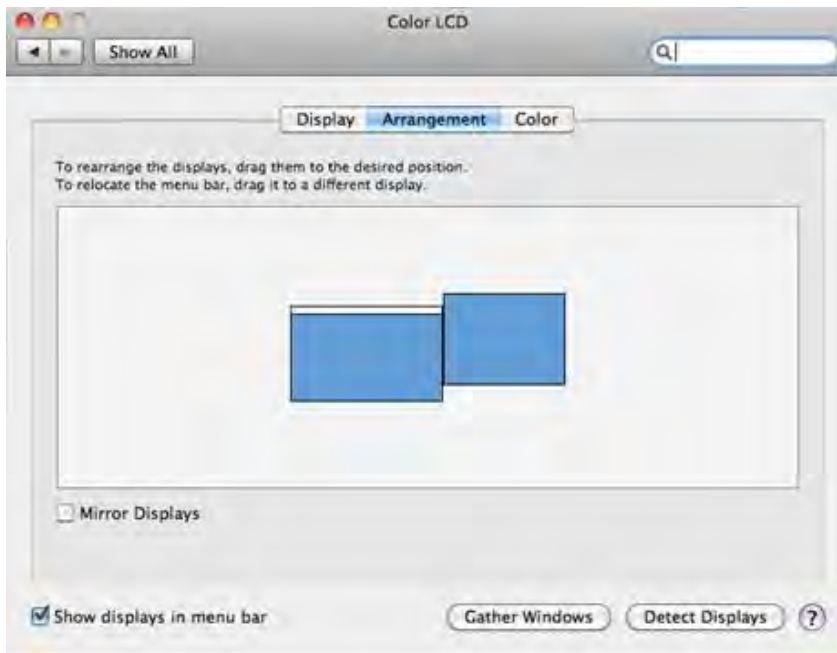 Color LCD
Show All
Display Arrangement Color
To rearrange the displays, drag them to the desired position.
To relocate the menu bar, drag it to a different display.
Mirror Displays
Show displays in menu bar
Gather Windows
Detect Displays
?